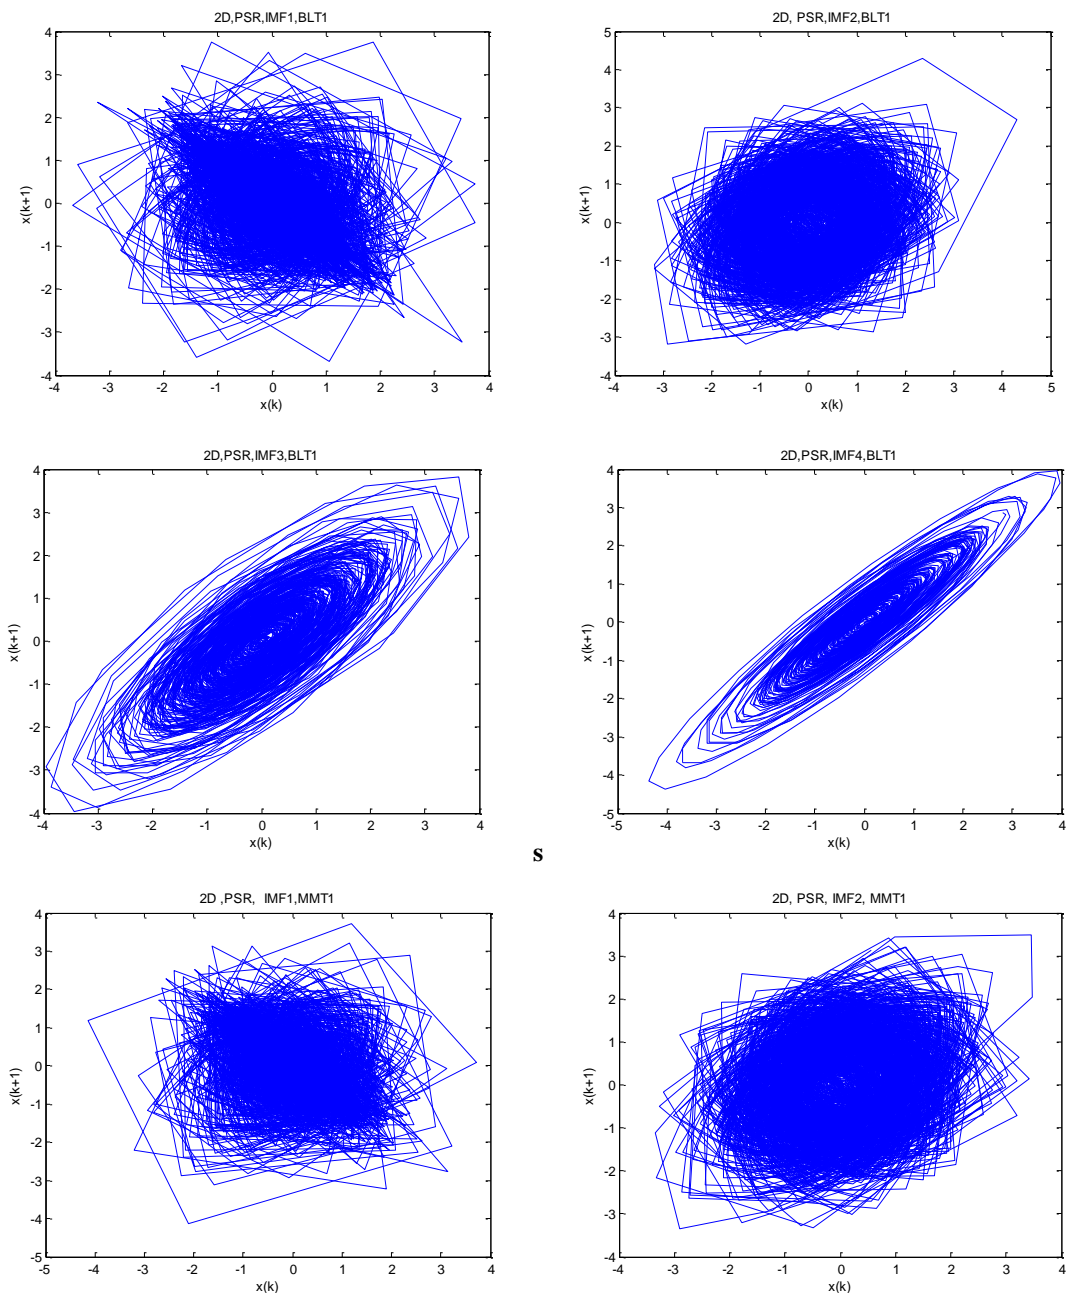 2D,PSR,IMF1,BLT1
4
3
2
1
0
-1
-2
-3
-4
x(k+1)
-4 -3 -2 -1 0 1 2 3 4
x(k)
2D, PSR,IMF2,BLT1
5
4
3
2
1
0
-1
-2
-3
-4
x(k+1)
-4 -3 -2 -1 0 1 2 3 4 5
x(k)
2D,PSR,IMF3,BLT1
4
3
2
1
0
-1
-2
-3
-4
x(k+1)
-4 -3 -2 -1 0 1 2 3 4
x(k)
2D,PSR,IMF4,BLT1
4
3
2
1
0
-1
-2
-3
-4
-5
x(k+1)
-5 -4 -3 -2 -1 0 1 2 3 4
x(k)
s
2D ,PSR, IMF1,MMT1
4
3
2
1
0
-1
-2
-3
-4
-5
x(k+1)
-5 -4 -3 -2 -1 0 1 2 3 4
x(k)
2D, PSR, IMF2, MMT1
4
3
2
1
0
-1
-2
-3
-4
x(k+1)
-4 -3 -2 -1 0 1 2 3 4
x(k)